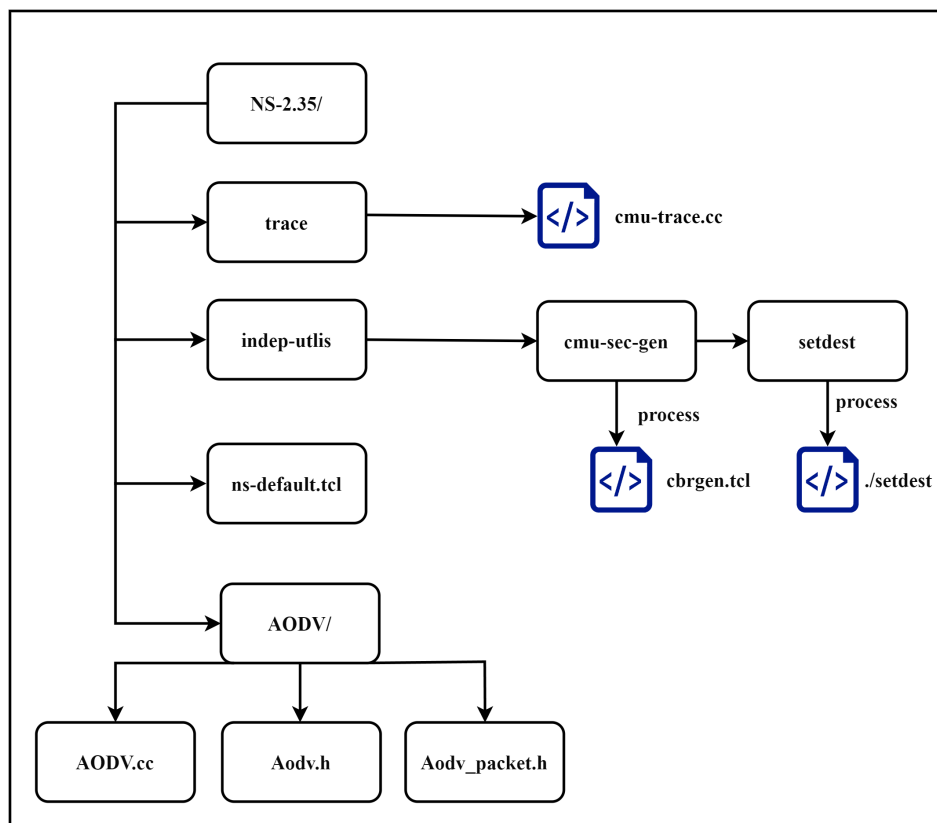 NS-2.35/
trace
cmu-trace.cc
indep-utlis
cmu-sec-gen
setdest
process
process
cbrgen.tcl
./setdest
ns-default.tcl
AODV/
AODV.cc
Aodv.h
Aodv_packet.h